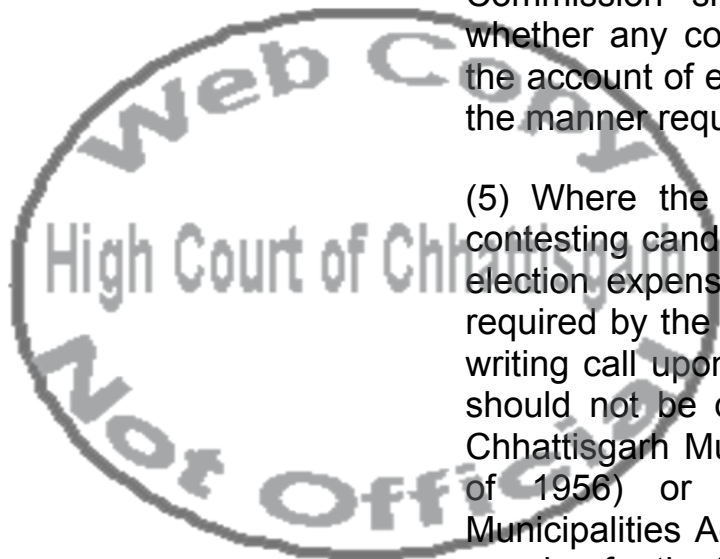 Commission
whether any co
the account of e
the manner requ
(5) Where the
contesting cand
election expens
required by the
writing call upon
should not be
Chhattisgarh Mu
of 1956) or
Municipalities A
Web Copy
High Court of Chhattisgarh
Not Official